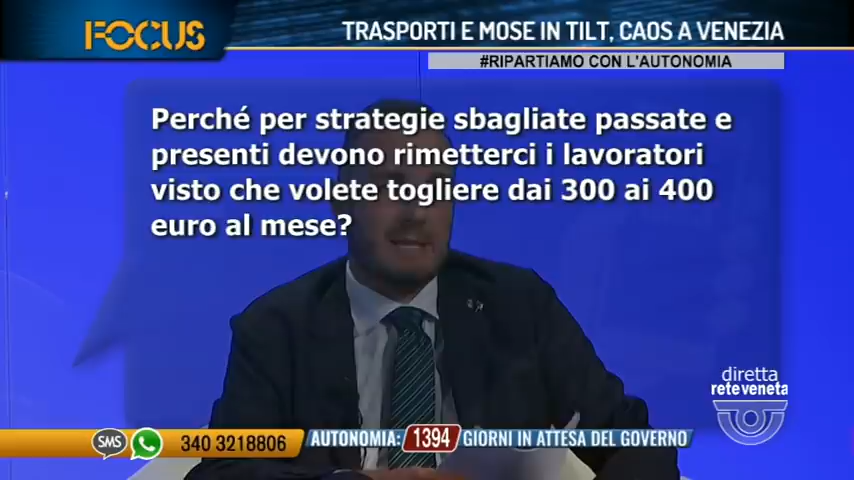 FOCUS
TRASPORTI E MOSE IN TILT, CAOS A VENEZIA
#RIPARTIAMO CON L'AUTONOMIA
Perché per strategie sbagliate passate e
presenti devono rimetterci i lavoratori
visto che volete togliere dai 300 ai 400
euro al mese?
diretta
reteveneta
SMS 340 3218806 AUTONOMIA: 1394 GIORNI IN ATTESA DEL GOVERNO